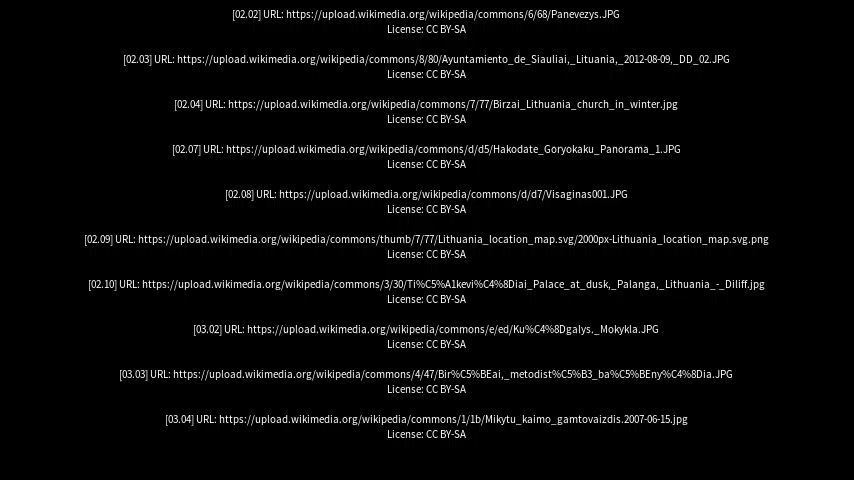 [02.02] URL: https://upload.wikimedia.org/wikipedia/commons/6/68/Panevezys.JPG
License: CC BY-SA
[02.03] URL: https://upload.wikimedia.org/wikipedia/commons/8/80/Ayuntamiento_de_Siauliai,_Lituania,_2012-08-09,_DD_02.JPG
License: CC BY-SA
[02.04] URL: https://upload.wikimedia.org/wikipedia/commons/7/77/Birzai_Lithuania_church_in_winter.jpg
License: CC BY-SA
[02.07] URL: https://upload.wikimedia.org/wikipedia/commons/d/d5/Hakodate_Goryokaku_Panorama_1.JPG
License: CC BY-SA
[02.08] URL: https://upload.wikimedia.org/wikipedia/commons/d/d7/Visaginas001.JPG
License: CC BY-SA
[02.09] URL: https://upload.wikimedia.org/wikipedia/commons/thumb/7/77/Lithuania_location_map.svg/2000px-Lithuania_location_map.svg.png
License: CC BY-SA
[02.10] URL: https://upload.wikimedia.org/wikipedia/commons/3/30/Ti%C5%A1kevi%C4%8Diai_Palace_at_dusk,_Palanga,_Lithuania_-_Diliff.jpg
License: CC BY-SA
[03.02] URL: https://upload.wikimedia.org/wikipedia/commons/e/ed/Ku%C4%8Dgalys._Mokykla.JPG
License: CC BY-SA
[03.03] URL: https://upload.wikimedia.org/wikipedia/commons/4/47/Bir%C5%BEai,_metodist%C5%B3_ba%C5%BEny%C4%8Dia.JPG
License: CC BY-SA
[03.04] URL: https://upload.wikimedia.org/wikipedia/commons/1/1b/Mikytu_kaimo_gamtovaizdis.2007-06-15.jpg
License: CC BY-SA